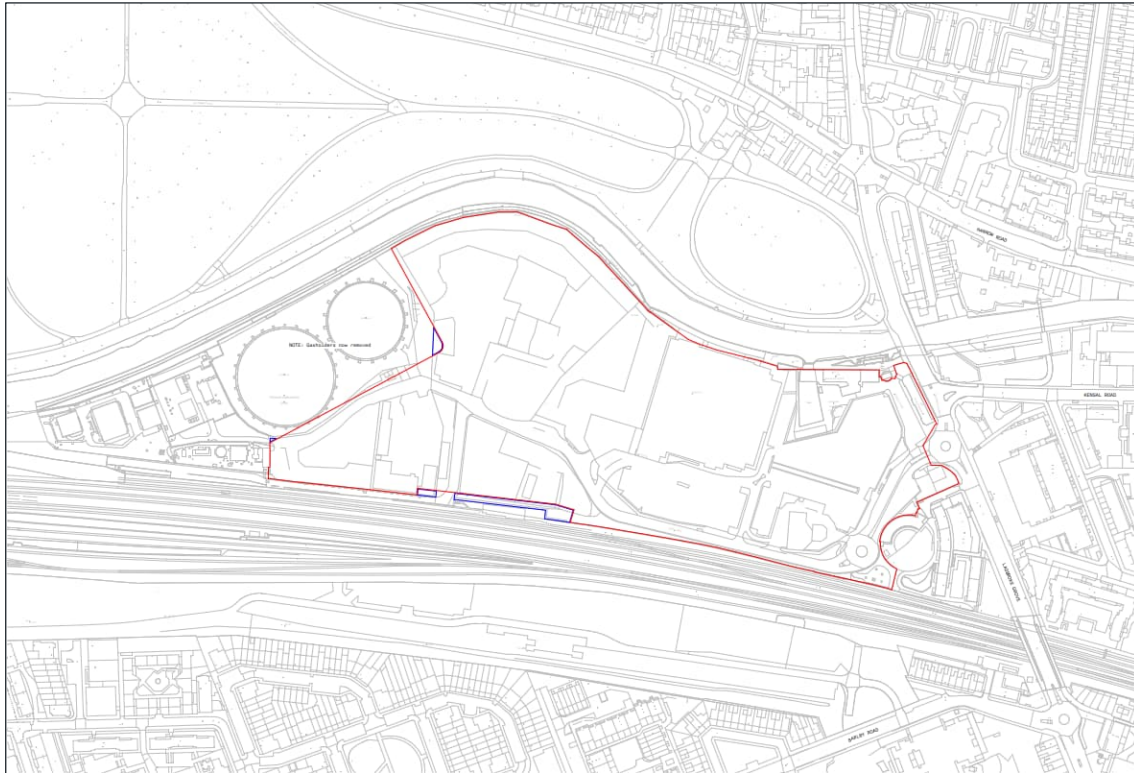 HARROW ROAD
NOTE: Gasholders now removed
KENSAL ROAD
LADBROKE GROVE
BARLBY ROAD